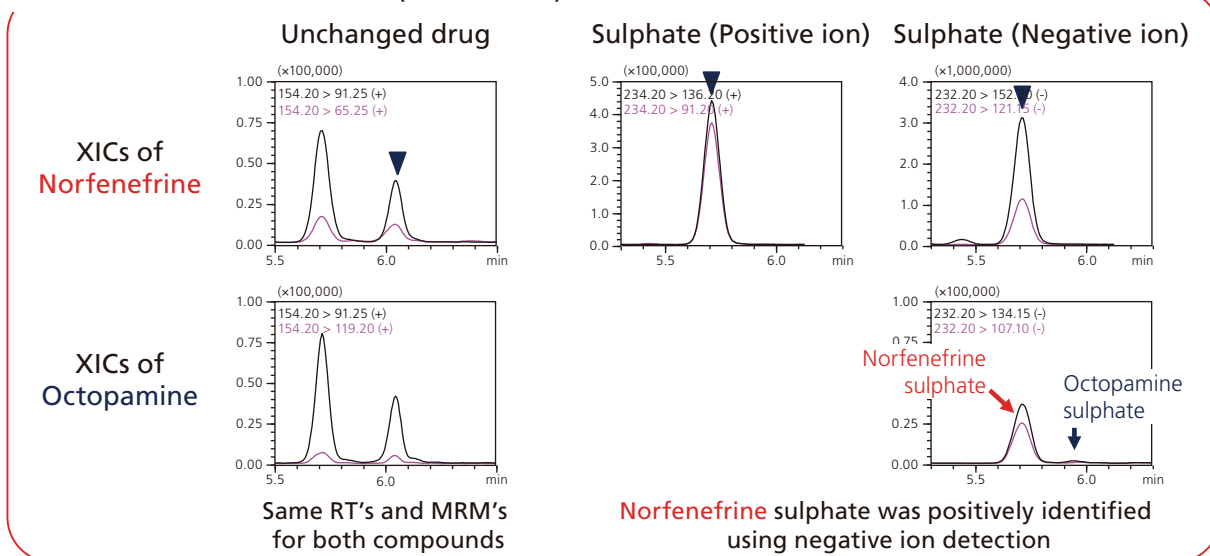 Unchanged drug
Sulphate (Positive ion)
Sulphate (Negative ion)
XICs of
Norfenefrine
(×100,000)
1.00
0.75
0.50
0.25
0.00
154.20 > 91.25 (+)
154.20 > 65.25 (+)
5.5
6.0
min
(×100,000)
5.0
4.0
3.0
2.0
1.0
0.0
234.20 > 136.20 (+)
234.20 > 91.20 (+)
5.5
6.0
min
(×1,000,000)
4.0
3.0
2.0
1.0
0.0
232.20 > 152. (-)
232.20 > 121.15 (-)
5.5
6.0
min
XICs of
Octopamine
(×100,000)
1.00
0.75
0.50
0.25
0.00
154.20 > 91.25 (+)
154.20 > 119.20 (+)
5.5
6.0
min
(×100,000)
1.00
0.75
0.25
0.00
232.20 > 134.15 (-)
232.20 > 107.10 (-)
Norfenefrine
sulphate
Octopamine
sulphate
5.5
6.0
min
Same RT's and MRM's
for both compounds
Norfenefrine sulphate was positively identified
using negative ion detection